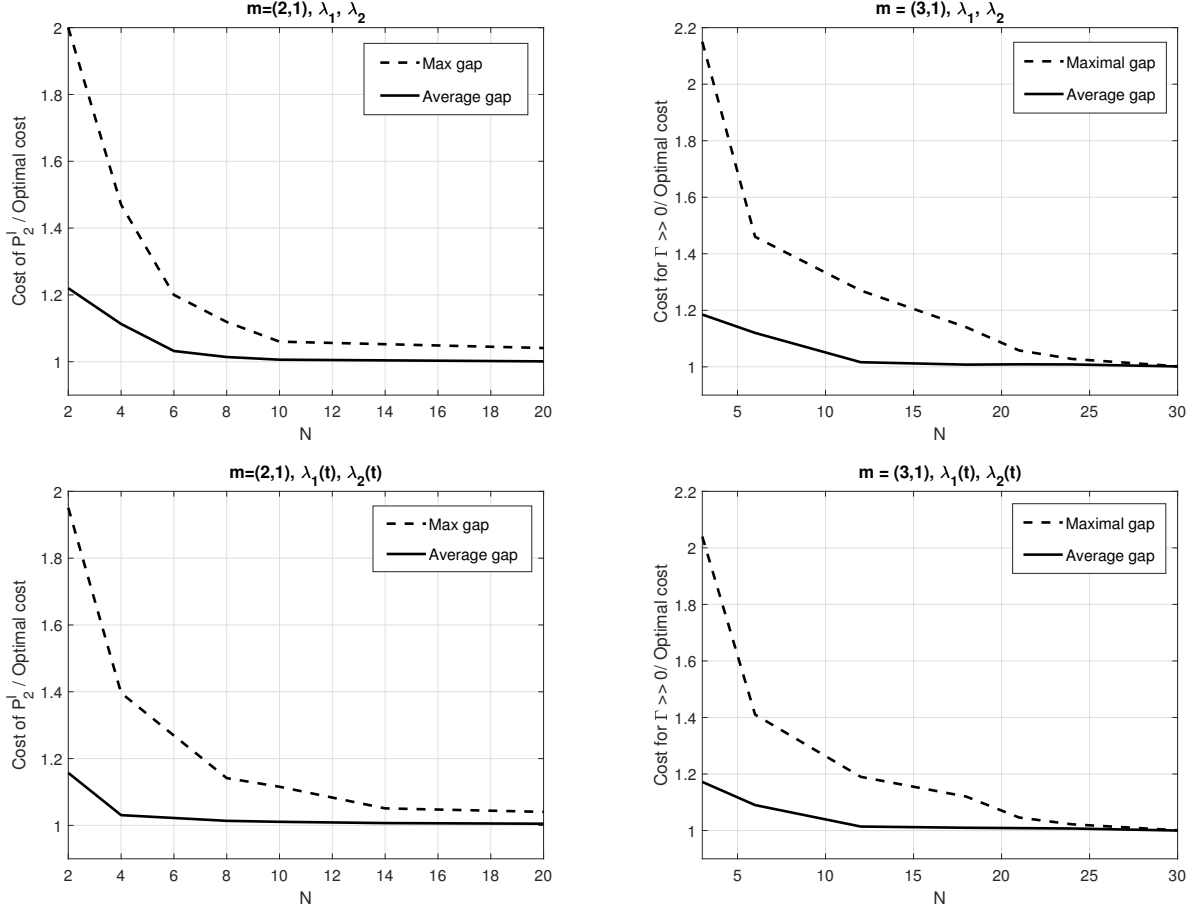 m=(2,1), λ₁, λ₂
Cost of P₂ᴵ / Optimal cost
2
1.8
1.6
1.4
1.2
1
Max gap
Average gap
2 4 6 8 10 12 14 16 18 20
N
m = (3,1), λ₁, λ₂
Cost for Γ >> 0/ Optimal cost
2.2
2
1.8
1.6
1.4
1.2
1
Maximal gap
Average gap
5 10 15 20 25 30
N
m=(2,1), λ₁(t), λ₂(t)
Cost of P₂ᴵ / Optimal cost
2
1.8
1.6
1.4
1.2
1
Max gap
Average gap
2 4 6 8 10 12 14 16 18 20
N
m = (3,1), λ₁(t), λ₂(t)
Cost for Γ >> 0/ Optimal cost
2.2
2
1.8
1.6
1.4
1.2
1
Maximal gap
Average gap
5 10 15 20 25 30
N